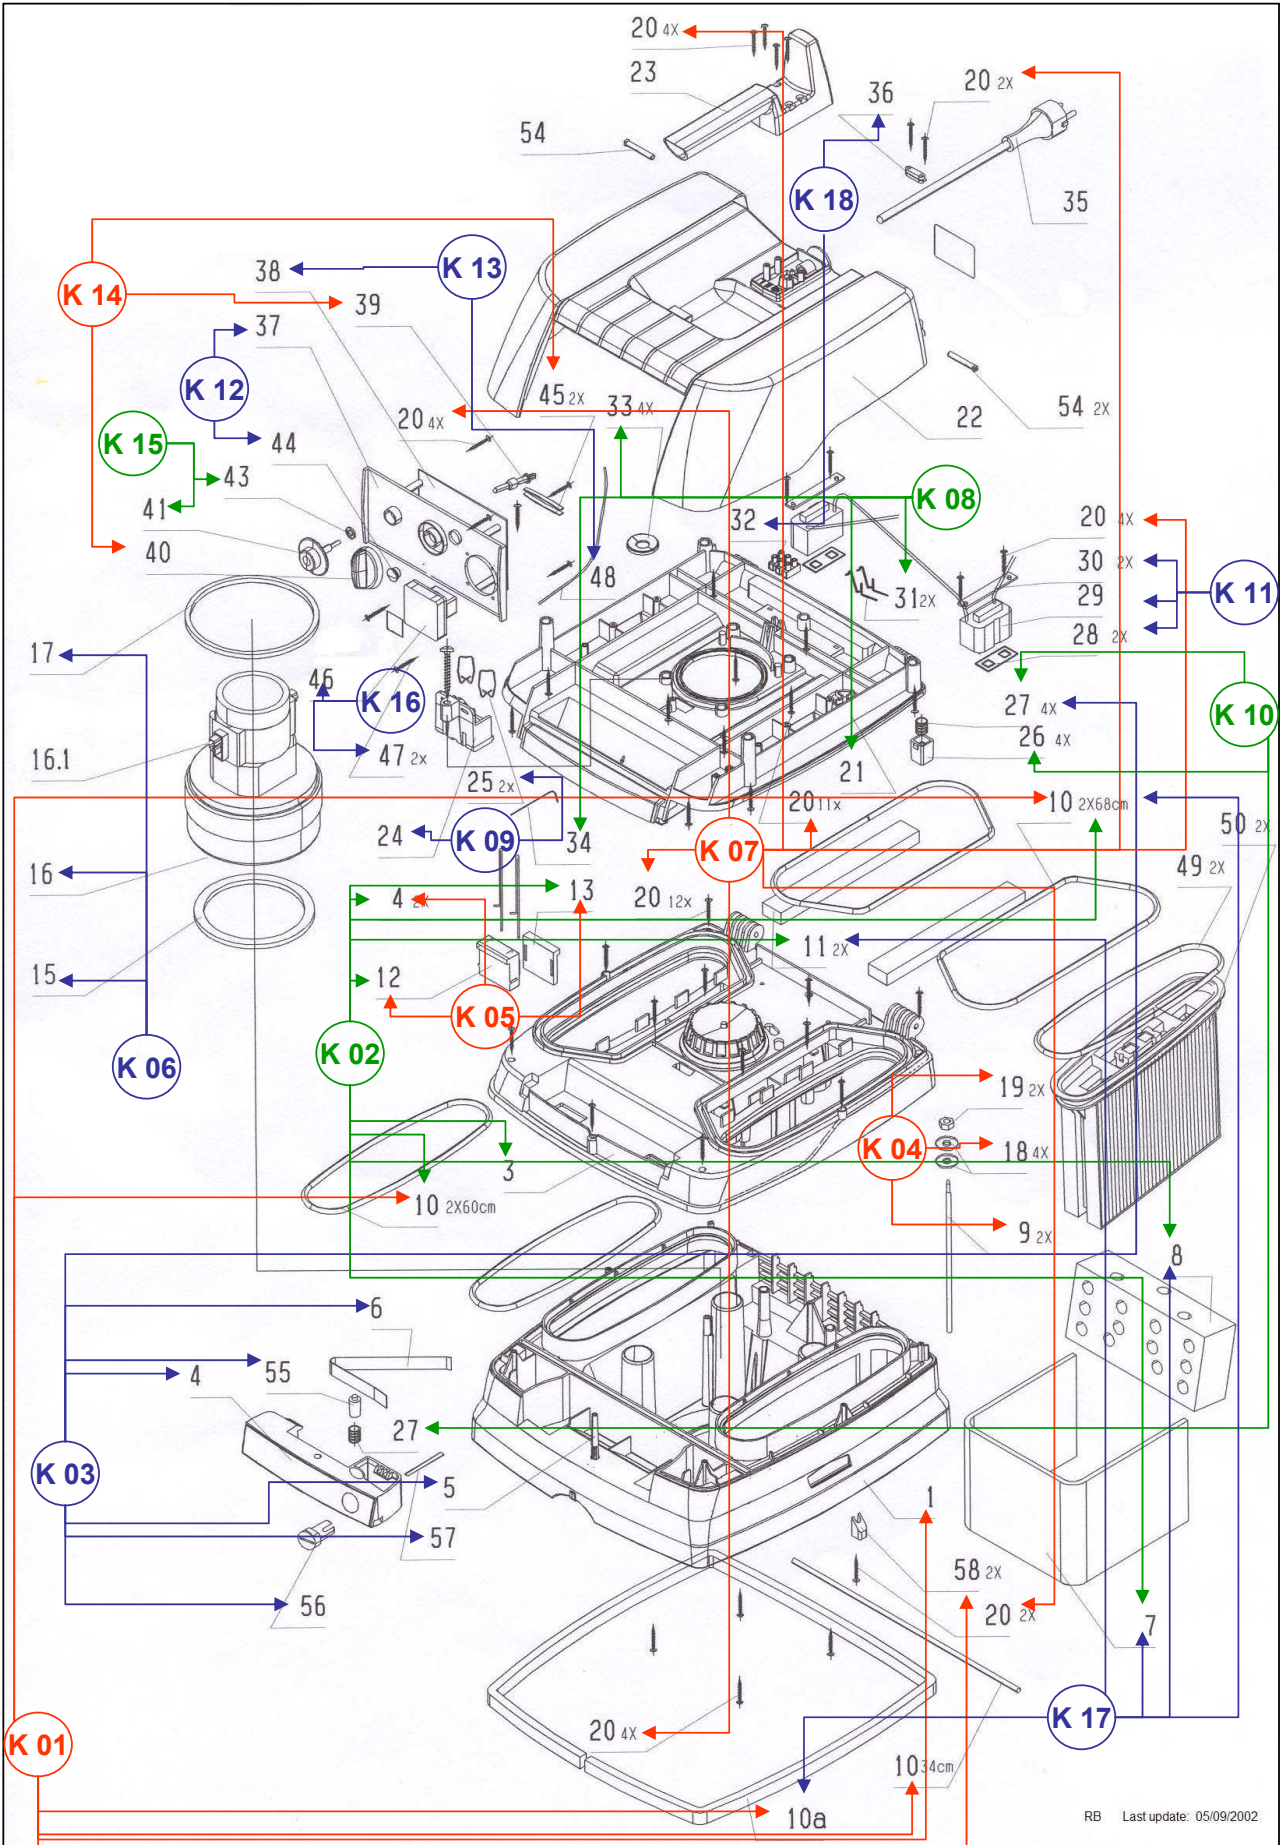 20 4X
23
36
20 2X
54
K 18
35
K 13
38
K 14
39
37
K 12
45 2X
33 4X
54 2X
22
20 4X
K 15
44
43
41
K 08
32
20 4X
40
30 2X
48
31 2X
29
K 11
28 2X
17
46
K 16
27 4X
K 10
16.1
47 2x
26 4X
25 2x
21
20 11x
10 2X68cm
50 2X
24
K 09
34
K 07
49 2X
16
13
4 2X
20 12x
11 2X
15
12
K 05
K 02
K 06
19 2X
K 04
18 4X
3
10 2X60cm
9 2X
8
6
55
4
27
K 03
5
1
57
58 2X
56
20 2X
7
20 4X
K 17
K 01
10 34cm
10a
RB Last update: 05/09/2002